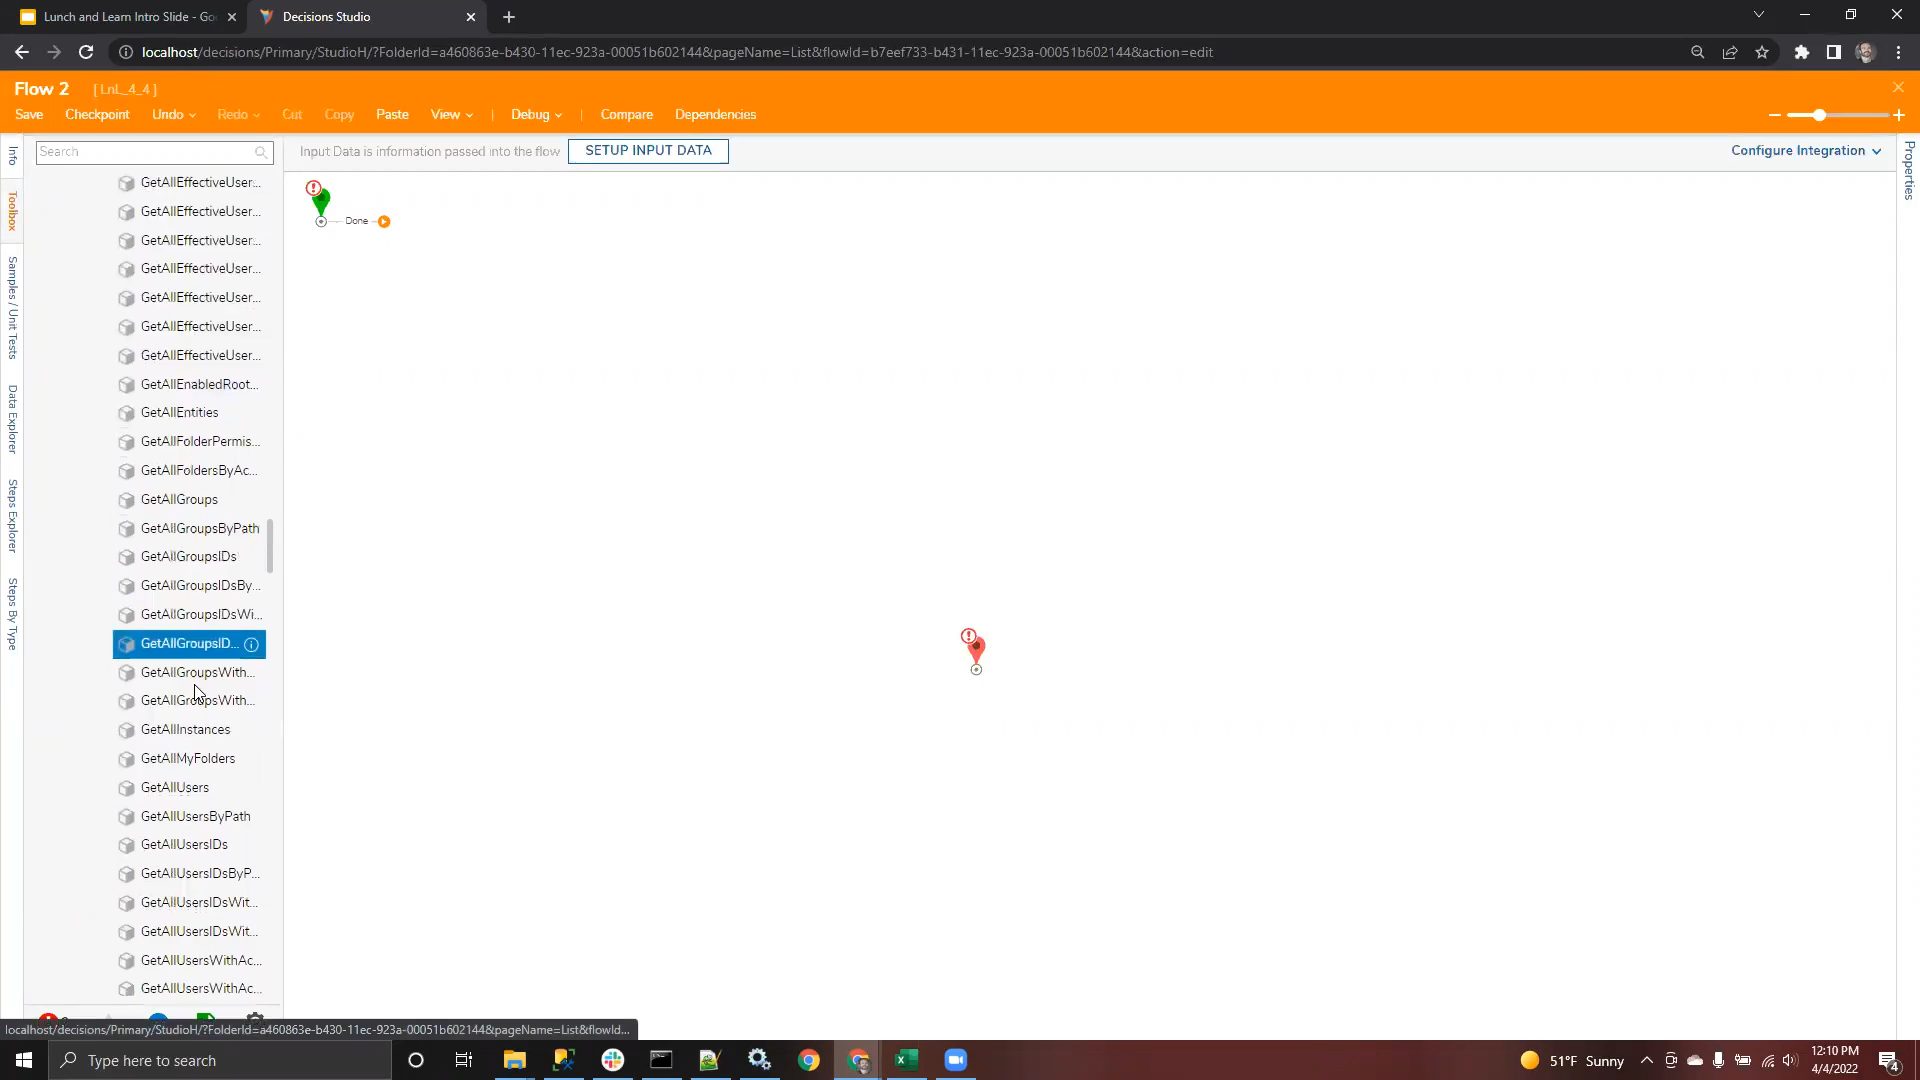 Lunch and Learn Intro Slide - Goo
Decisions Studio
localhost/decisions/Primary/StudioH/?FolderId=a460863e-b430-11ec-923a-00051b602144&pageName=List&flowId=b7eef733-b431-11ec-923a-00051b602144&action=edit
Flow 2 [ LnL_4_4 ]
Save Checkpoint Undo Redo Cut Copy Paste View Debug Compare Dependencies
Info
Toolbox
Samples / Unit Tests
Data Explorer
Steps Explorer
Steps By Type
Search
Input Data is information passed into the flow
SETUP INPUT DATA
Configure Integration
Properties
Done
GetAllEffectiveUser...
GetAllEffectiveUser...
GetAllEffectiveUser...
GetAllEffectiveUser...
GetAllEffectiveUser...
GetAllEffectiveUser...
GetAllEffectiveUser...
GetAllEnabledRoot...
GetAllEntities
GetAllFolderPermis...
GetAllFoldersByAc...
GetAllGroups
GetAllGroupsByPath
GetAllGroupsIDs
GetAllGroupsIDsBy...
GetAllGroupsIDsWi...
GetAllGroupsID...
GetAllGroupsWith...
GetAllGroupsWith...
GetAllInstances
GetAllMyFolders
GetAllUsers
GetAllUsersByPath
GetAllUsersIDs
GetAllUsersIDsByP...
GetAllUsersIDsWit...
GetAllUsersIDsWit...
GetAllUsersWithAc...
GetAllUsersWithAc...
localhost/decisions/Primary/StudioH/?FolderId=a460863e-b430-11ec-923a-00051b602144&pageName=List&flowId...
Type here to search
51°F Sunny
12:10 PM
4/4/2022
4